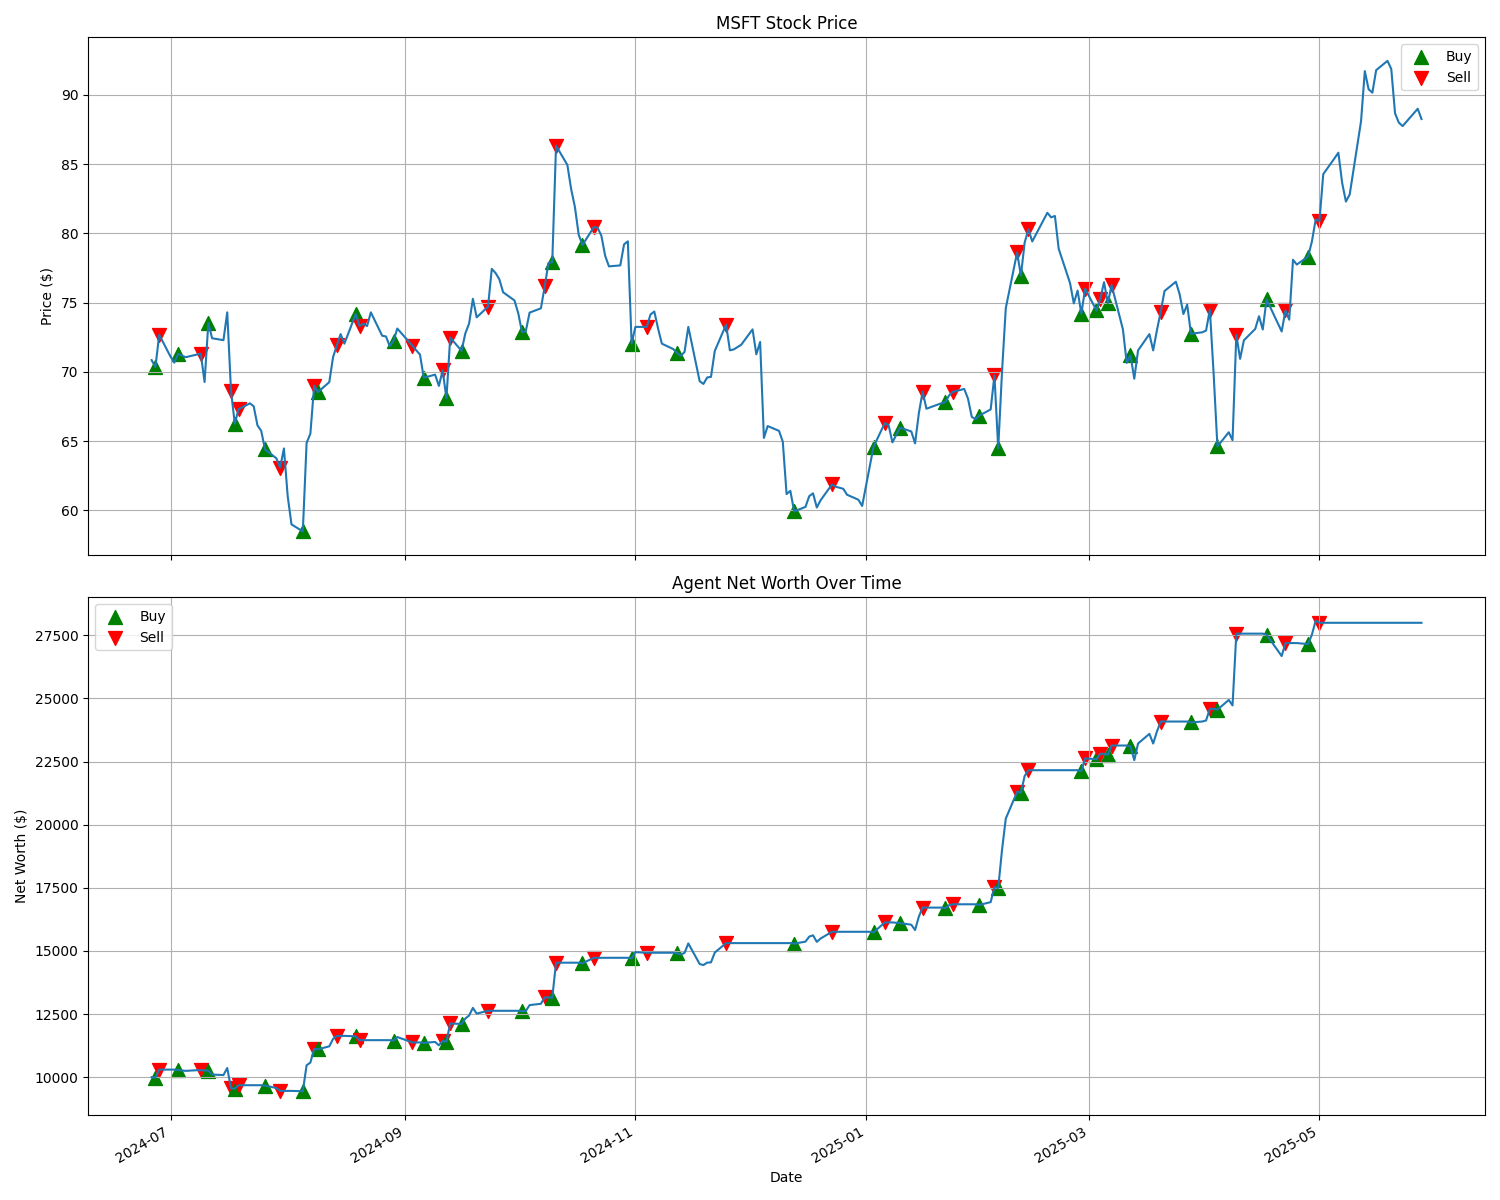 MSFT Stock Price
Buy
Sell
90
85
80
75
70
65
60
Price ($)
Agent Net Worth Over Time
Buy
Sell
27500
25000
22500
20000
17500
15000
12500
10000
Net Worth ($)
2024-07
2024-09
2024-11
2025-01
2025-03
2025-05
Date